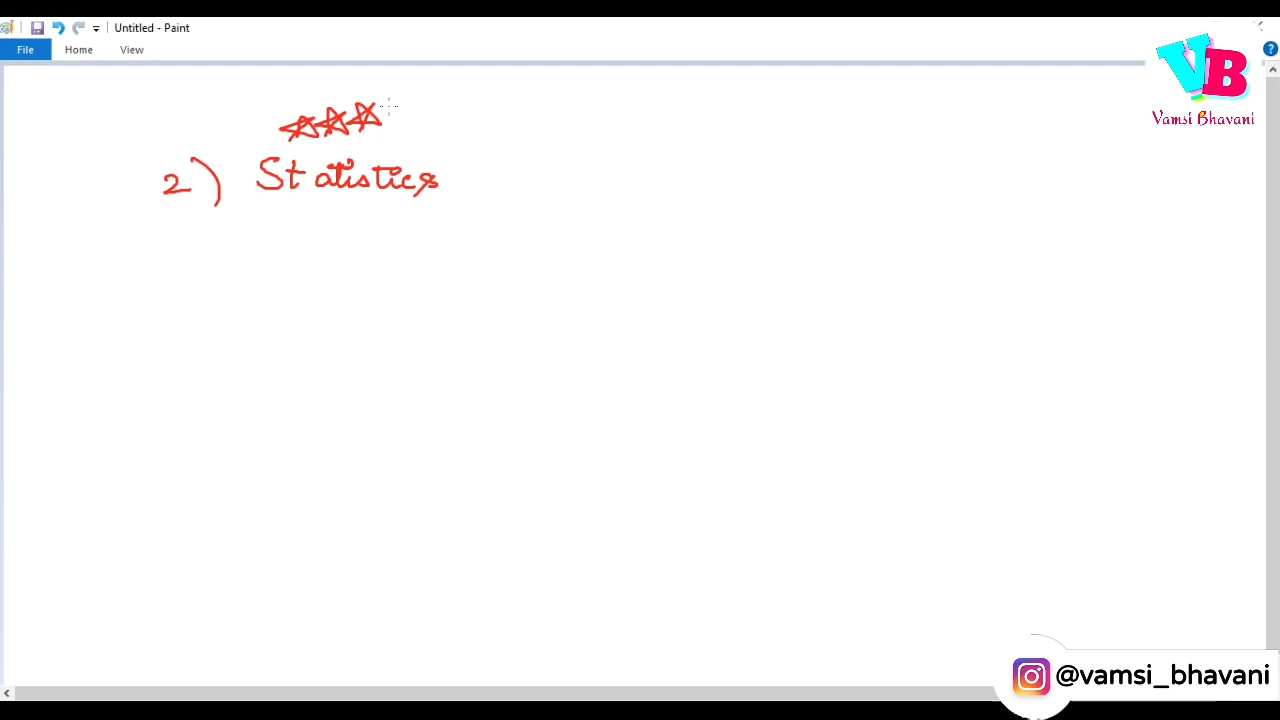 Untitled - Paint
File Home View
VB
Vamsi Bhavani
2) Statistics
@vamsi_bhavani